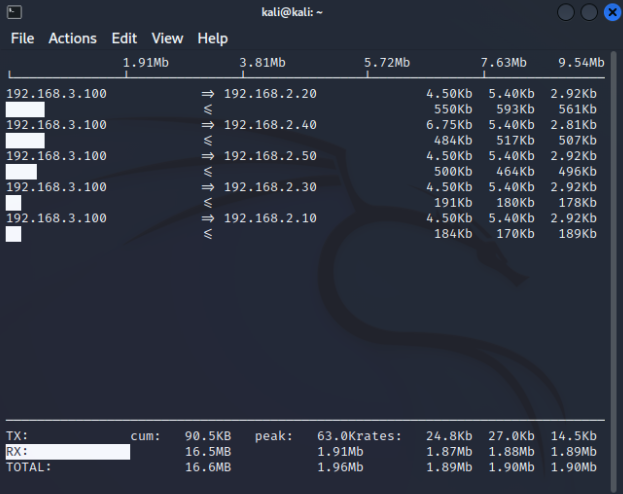 kali@kali: ~
File Actions Edit View Help
1.91Mb 3.81Mb 5.72Mb 7.63Mb 9.54Mb
192.168.3.100 => 192.168.2.20 4.50Kb 5.40Kb 2.92Kb
<= 550Kb 593Kb 561Kb
192.168.3.100 => 192.168.2.40 6.75Kb 5.40Kb 2.81Kb
<= 484Kb 517Kb 507Kb
192.168.3.100 => 192.168.2.50 4.50Kb 5.40Kb 2.92Kb
<= 500Kb 464Kb 496Kb
192.168.3.100 => 192.168.2.30 4.50Kb 5.40Kb 2.92Kb
<= 191Kb 180Kb 178Kb
192.168.3.100 => 192.168.2.10 4.50Kb 5.40Kb 2.92Kb
<= 184Kb 170Kb 189Kb
TX: cum: 90.5KB peak: 63.0Krates: 24.8Kb 27.0Kb 14.5Kb
RX: 16.5MB 1.91Mb 1.87Mb 1.88Mb 1.89Mb
TOTAL: 16.6MB 1.96Mb 1.89Mb 1.90Mb 1.90Mb